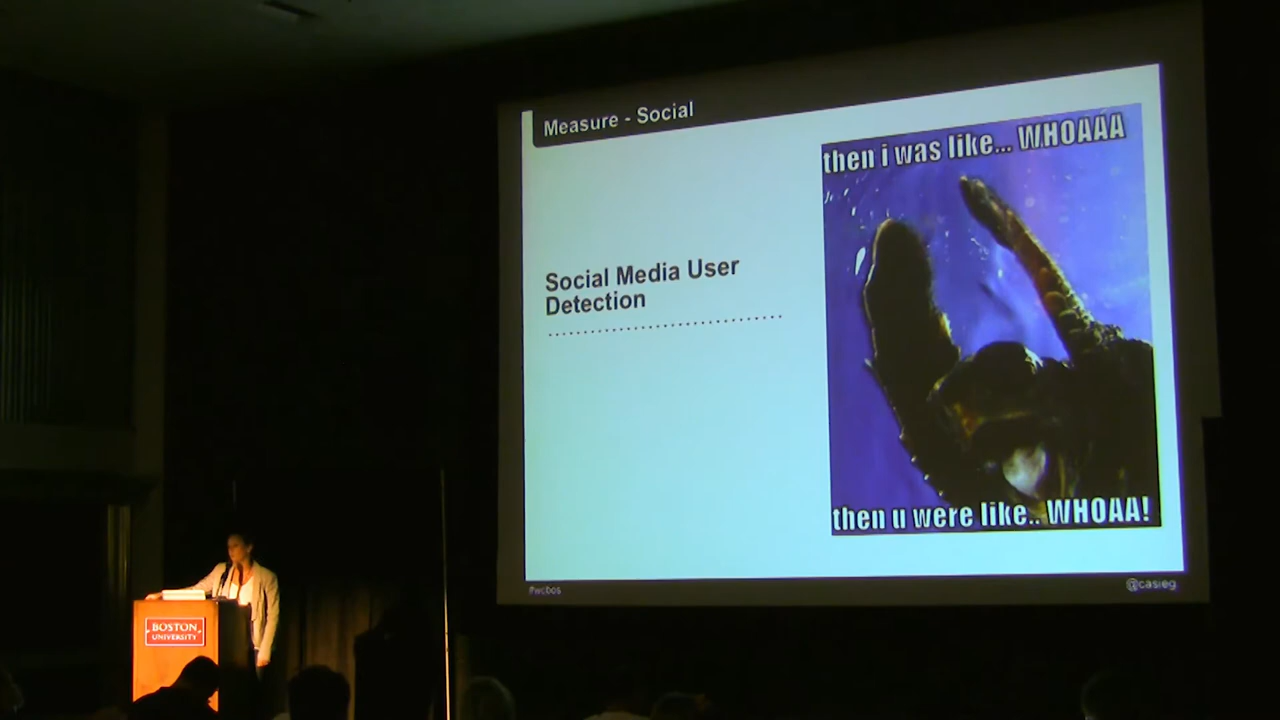 Measure - Social
then i was like... WHOAAA
Social Media User
Detection
then u were like.. WHOAA!
#wcbos
@casieg
BOSTON
UNIVERSITY